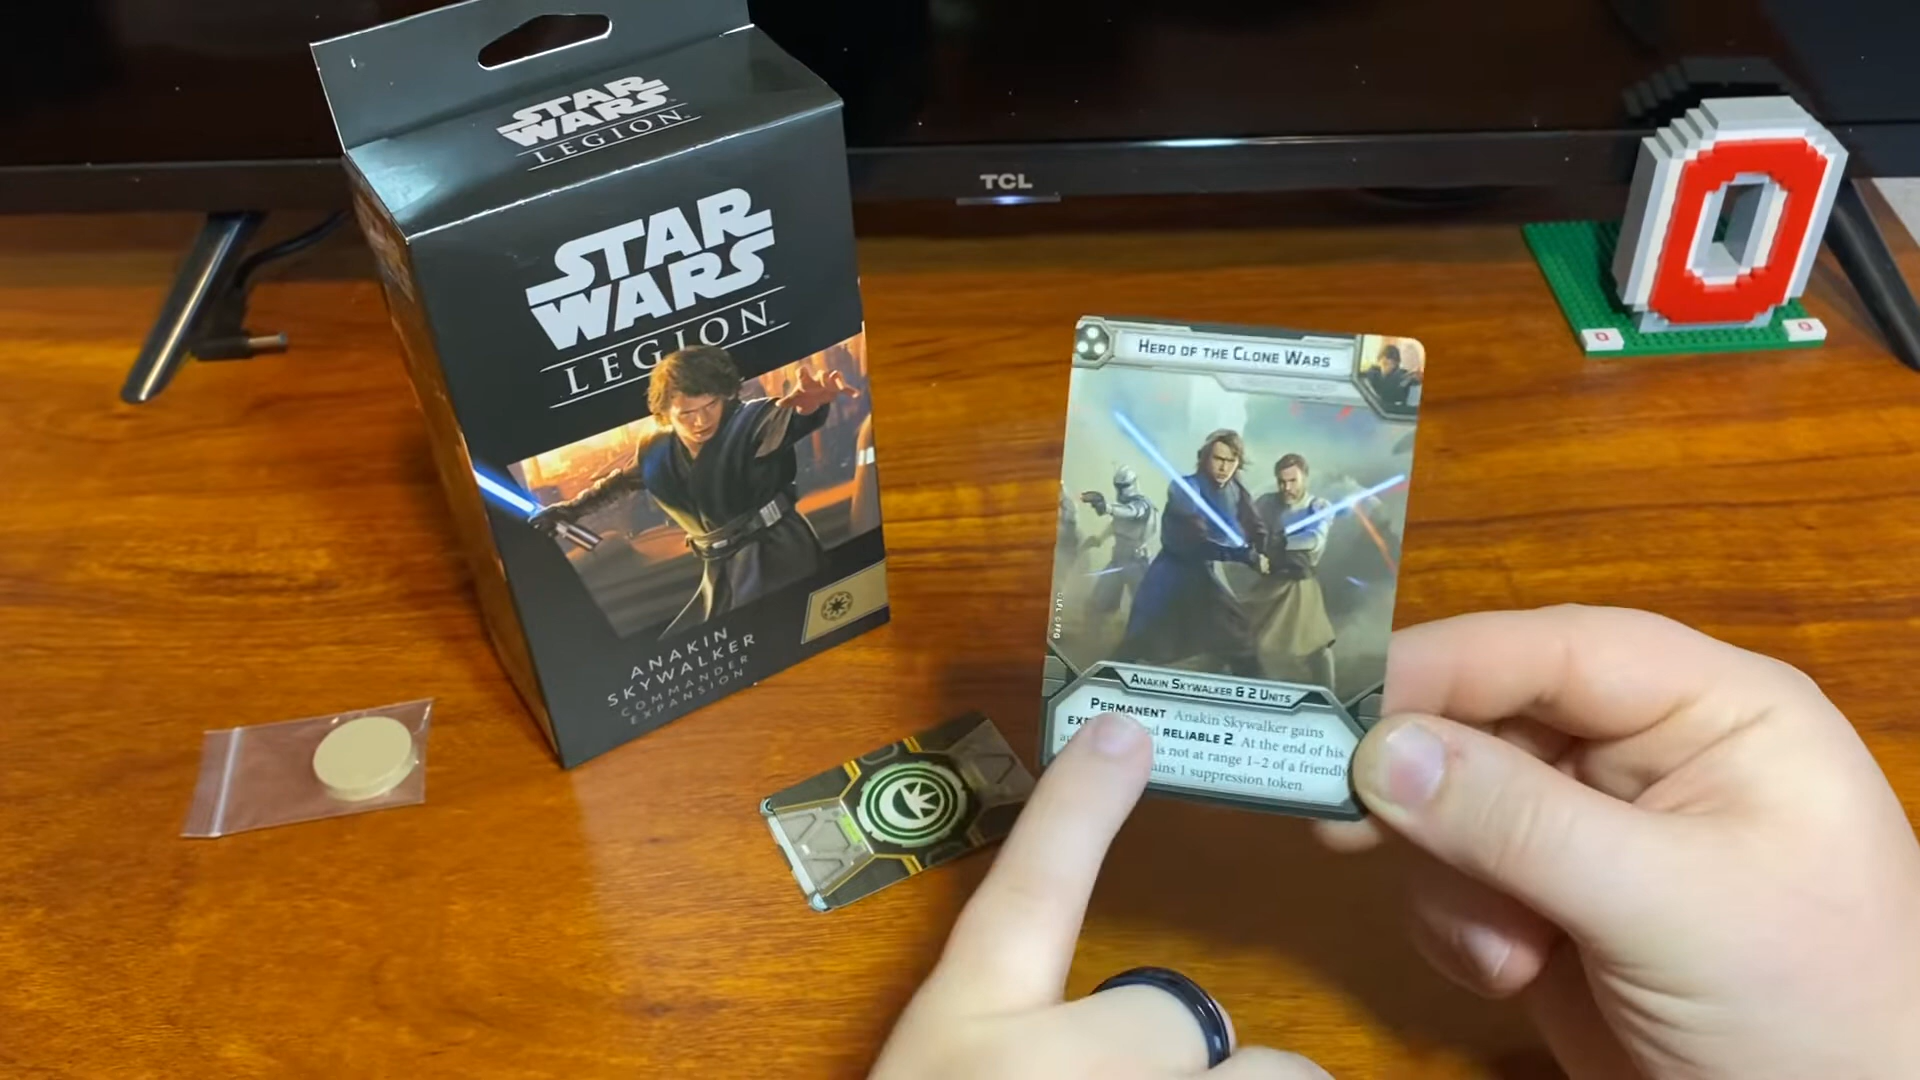 STAR
WARS
LEGION
STAR
WARS
LEGION
ANAKIN
SKYWALKER
COMMANDER
EXPANSION
TCL
O
O
O
HERO OF THE CLONE WARS
©LFL ©FFG
ANAKIN SKYWALKER & 2 UNITS
PERMANENT. Anakin Skywalker gains
RELIABLE 2. At the end of his
is not at range 1–2 of a friendly
1 suppression token.